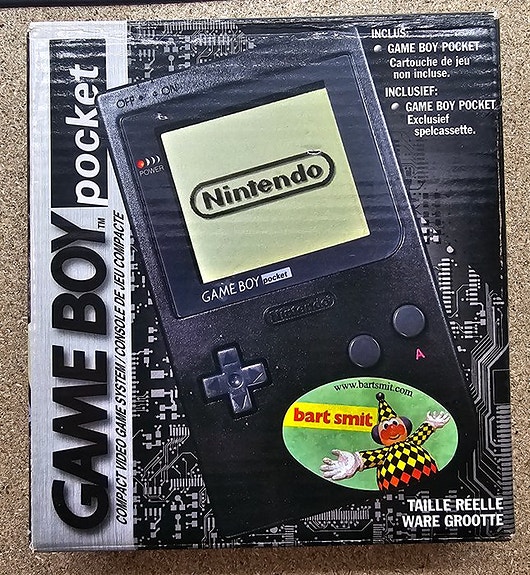 GAME BOY™ pocket
COMPACT VIDEO GAME SYSTEM / CONSOLE DE JEU COMPACTE
INCLUS:
GAME BOY POCKET
Cartouche de jeu
non incluse.
INCLUSIEF:
GAME BOY POCKET
Exclusief
spelcassette.
OFF ON
POWER
Nintendo
GAME BOY pocket
Nintendo
A
www.bartsmit.com
bart smit
TAILLE RÉELLE
WARE GROOTTE